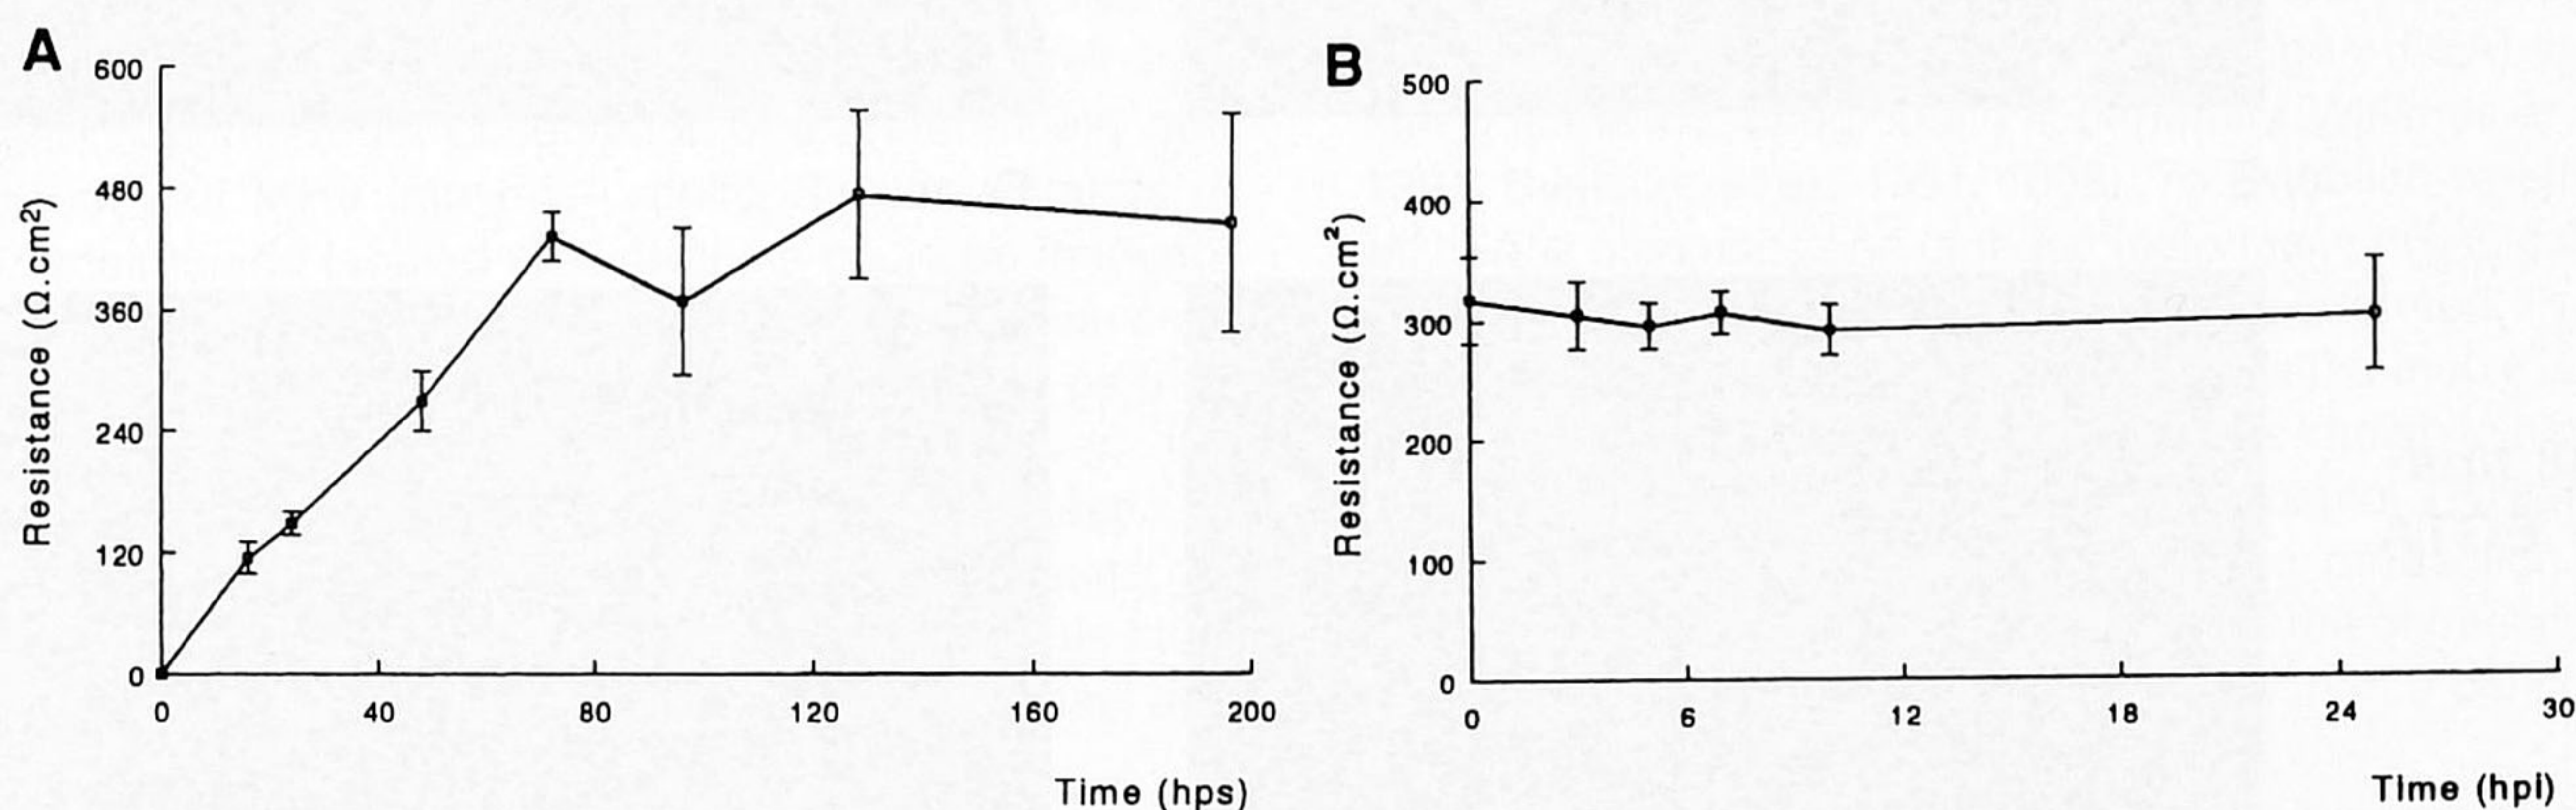 A
600
480
360
240
120
0
Resistance (Ω.cm²)
0 40 80 120 160 200
Time (hps)
B
500
400
300
200
100
0
Resistance (Ω.cm²)
0 6 12 18 24 30
Time (hpi)